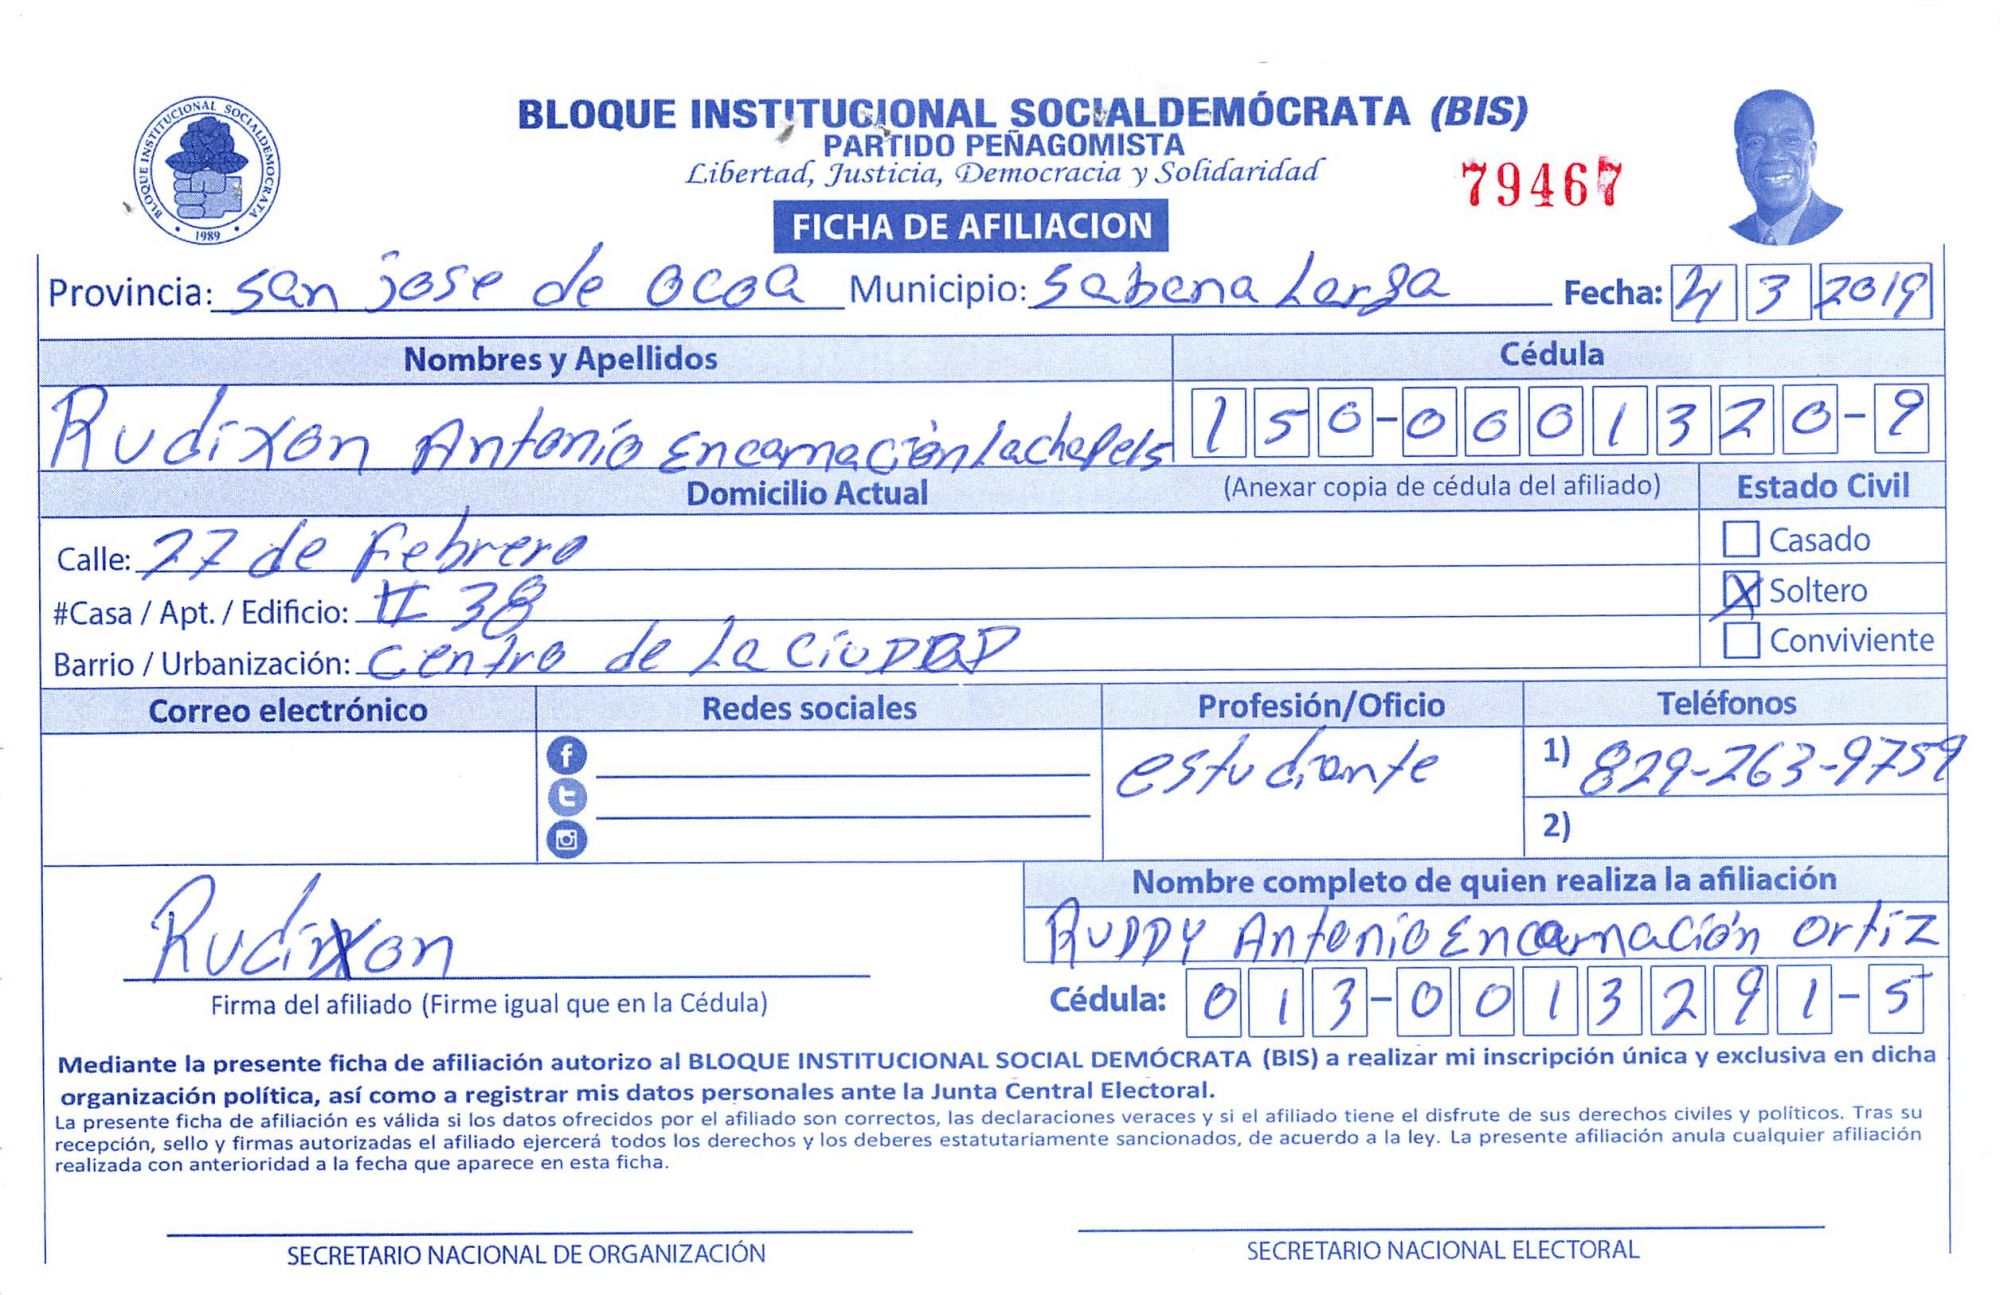 BLOQUE INSTITUCIONAL SOCIALDEMOCRATA
1989
BLOQUE INSTITUCIONAL SOCIALDEMÓCRATA (BIS)
PARTIDO PEÑAGOMISTA
Libertad, Justicia, Democracia y Solidaridad
79467
FICHA DE AFILIACION
Provincia: San jose de ocoa Municipio: Sabana Larga Fecha: 3 2019
Nombres y Apellidos Cédula
Rudixon Antonio Encarnación 150-0001320-9
Domicilio Actual (Anexar copia de cédula del afiliado) Estado Civil
Calle: 27 de Febrero Casado
#Casa / Apt. / Edificio: # 38 X Soltero
Barrio / Urbanización: Centro de La CiuDaD Conviviente
Correo electrónico Redes sociales Profesión/Oficio Teléfonos
estudiante 1) 829-263-9759
2)
Nombre completo de quien realiza la afiliación
Rudixon RUDDY Antonio Encarnación Ortiz
Firma del afiliado (Firme igual que en la Cédula) Cédula: 013-0013291-5
Mediante la presente ficha de afiliación autorizo al BLOQUE INSTITUCIONAL SOCIAL DEMÓCRATA (BIS) a realizar mi inscripción única y exclusiva en dicha
organización política, así como a registrar mis datos personales ante la Junta Central Electoral.
La presente ficha de afiliación es válida si los datos ofrecidos por el afiliado son correctos, las declaraciones veraces y si el afiliado tiene el disfrute de sus derechos civiles y políticos. Tras su
recepción, sello y firmas autorizadas el afiliado ejercerá todos los derechos y los deberes estatutariamente sancionados, de acuerdo a la ley. La presente afiliación anula cualquier afiliación
realizada con anterioridad a la fecha que aparece en esta ficha.
SECRETARIO NACIONAL DE ORGANIZACIÓN SECRETARIO NACIONAL ELECTORAL